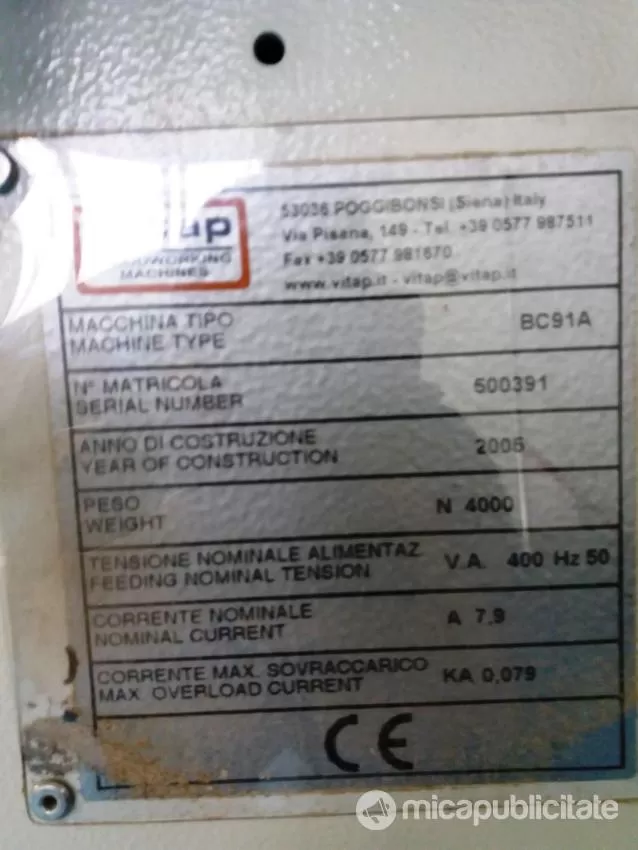 53036 POGGIBONSI (Siena) Italy
Via Pisana, 149 - Tel. +39 0577 987511
Fax +39 0577 981670
www.vitap.it - vitap@vitap.it
MACHINES
MACCHINA TIPO
MACHINE TYPE
BC91A
N° MATRICOLA
SERIAL NUMBER
500391
ANNO DI COSTRUZIONE
YEAR OF CONSTRUCTION
PESO
WEIGHT
N 4000
TENSIONE NOMINALE ALIMENTAZ
FEEDING NOMINAL TENSION
V.A. 400 Hz 50
CORRENTE NOMINALE
NOMINAL CURRENT
A 7,9
CORRENTE MAX. SOVRACCARICO
MAX. OVERLOAD CURRENT
KA 0,079
CE
micapublicitate